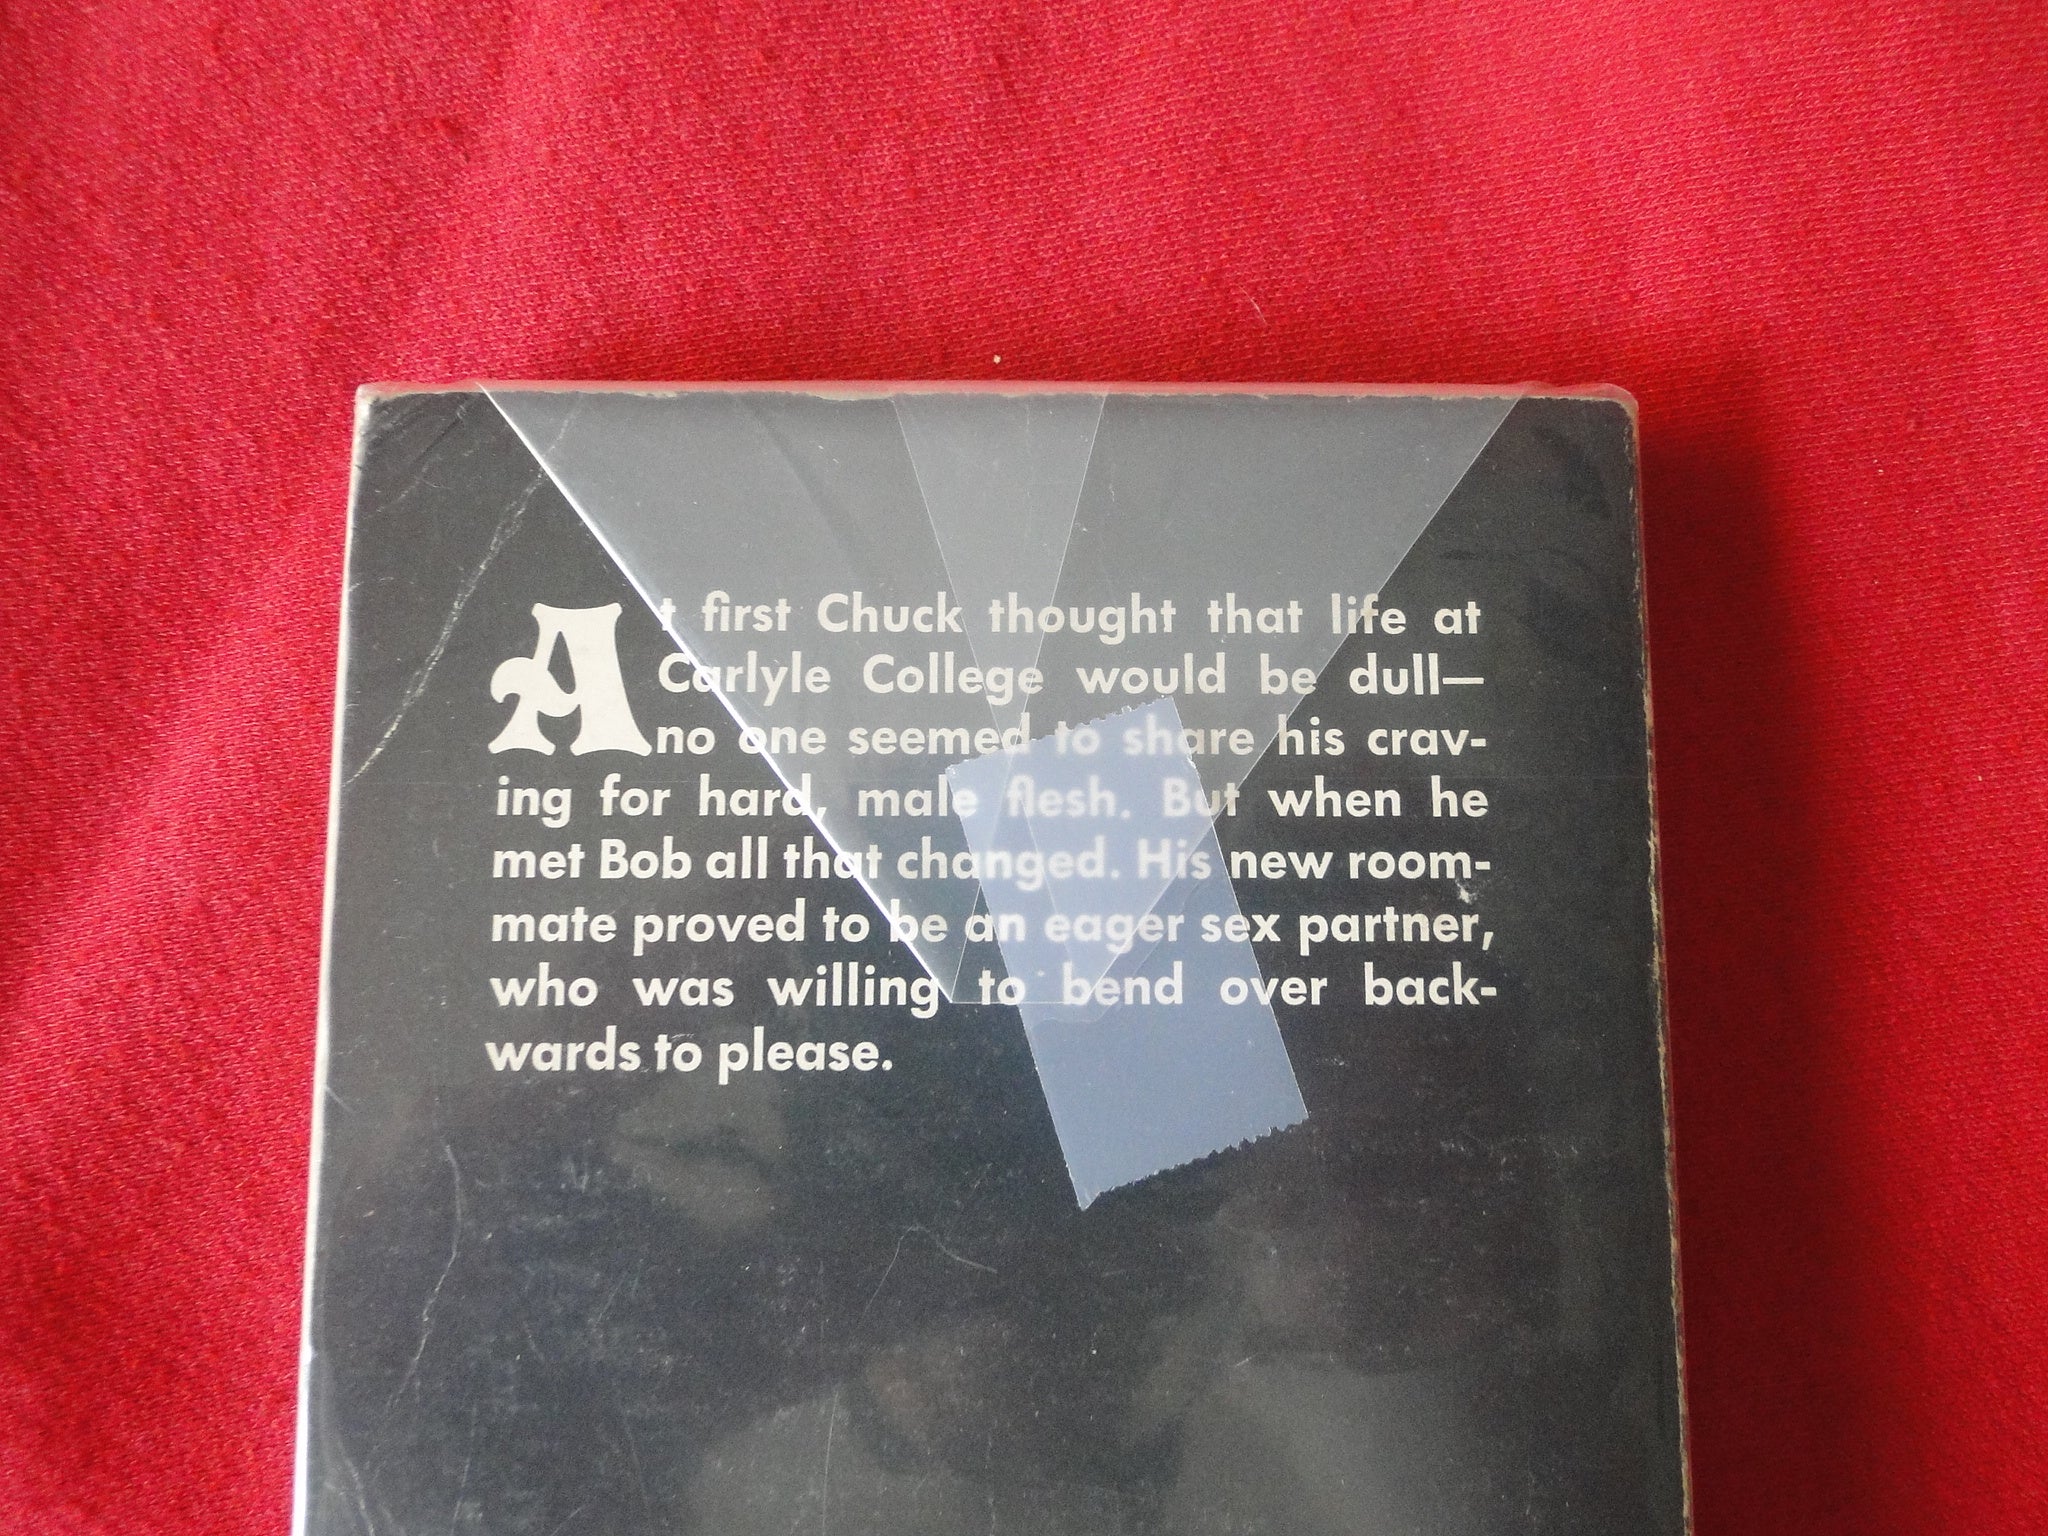 At first Chuck thought that life at
Carlyle College would be dull—
no one seemed to share his crav-
ing for hard, male flesh. But when he
met Bob all that changed. His new room-
mate proved to be an eager sex partner,
who was willing to bend over back-
wards to please.